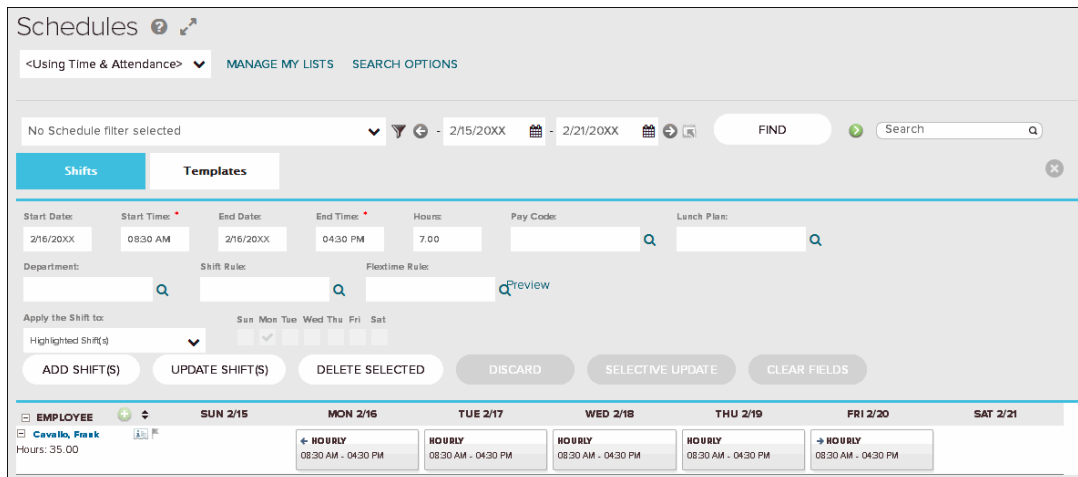 Schedules
<Using Time & Attendance> MANAGE MY LISTS SEARCH OPTIONS
No Schedule filter selected - 2/15/20XX - 2/21/20XX FIND Search
Shifts Templates
Start Date: Start Time: * End Date: End Time: * Hours: Pay Code: Lunch Plan:
2/16/20XX 08:30 AM 2/16/20XX 04:30 PM 7.00
Department: Shift Rule: Flextime Rule:
Preview
Apply the Shift to: Sun Mon Tue Wed Thu Fri Sat
Highlighted Shift(s)
ADD SHIFT(S) UPDATE SHIFT(S) DELETE SELECTED DISCARD SELECTIVE UPDATE CLEAR FIELDS
EMPLOYEE SUN 2/15 MON 2/16 TUE 2/17 WED 2/18 THU 2/19 FRI 2/20 SAT 2/21
Cavallo, Frank HOURLY HOURLY HOURLY HOURLY HOURLY
Hours: 35.00 08:30 AM - 04:30 PM 08:30 AM - 04:30 PM 08:30 AM - 04:30 PM 08:30 AM - 04:30 PM 08:30 AM - 04:30 PM